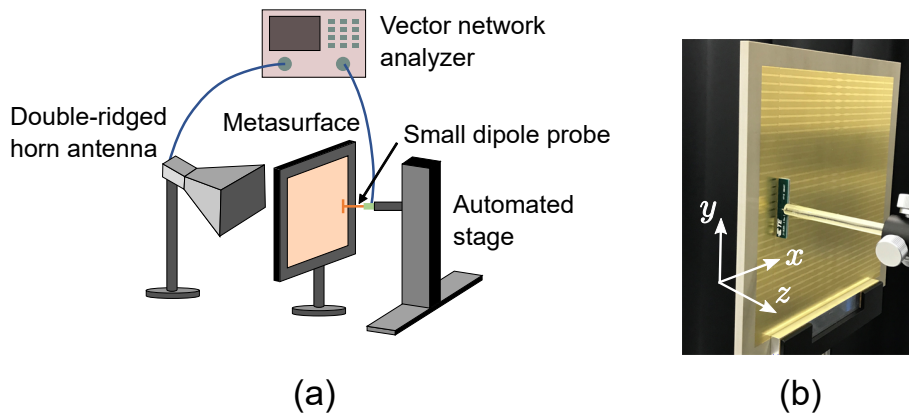 Vector network
analyzer
Double-ridged
horn antenna
Metasurface
Small dipole probe
Automated
stage
y
x
z
(a)
(b)